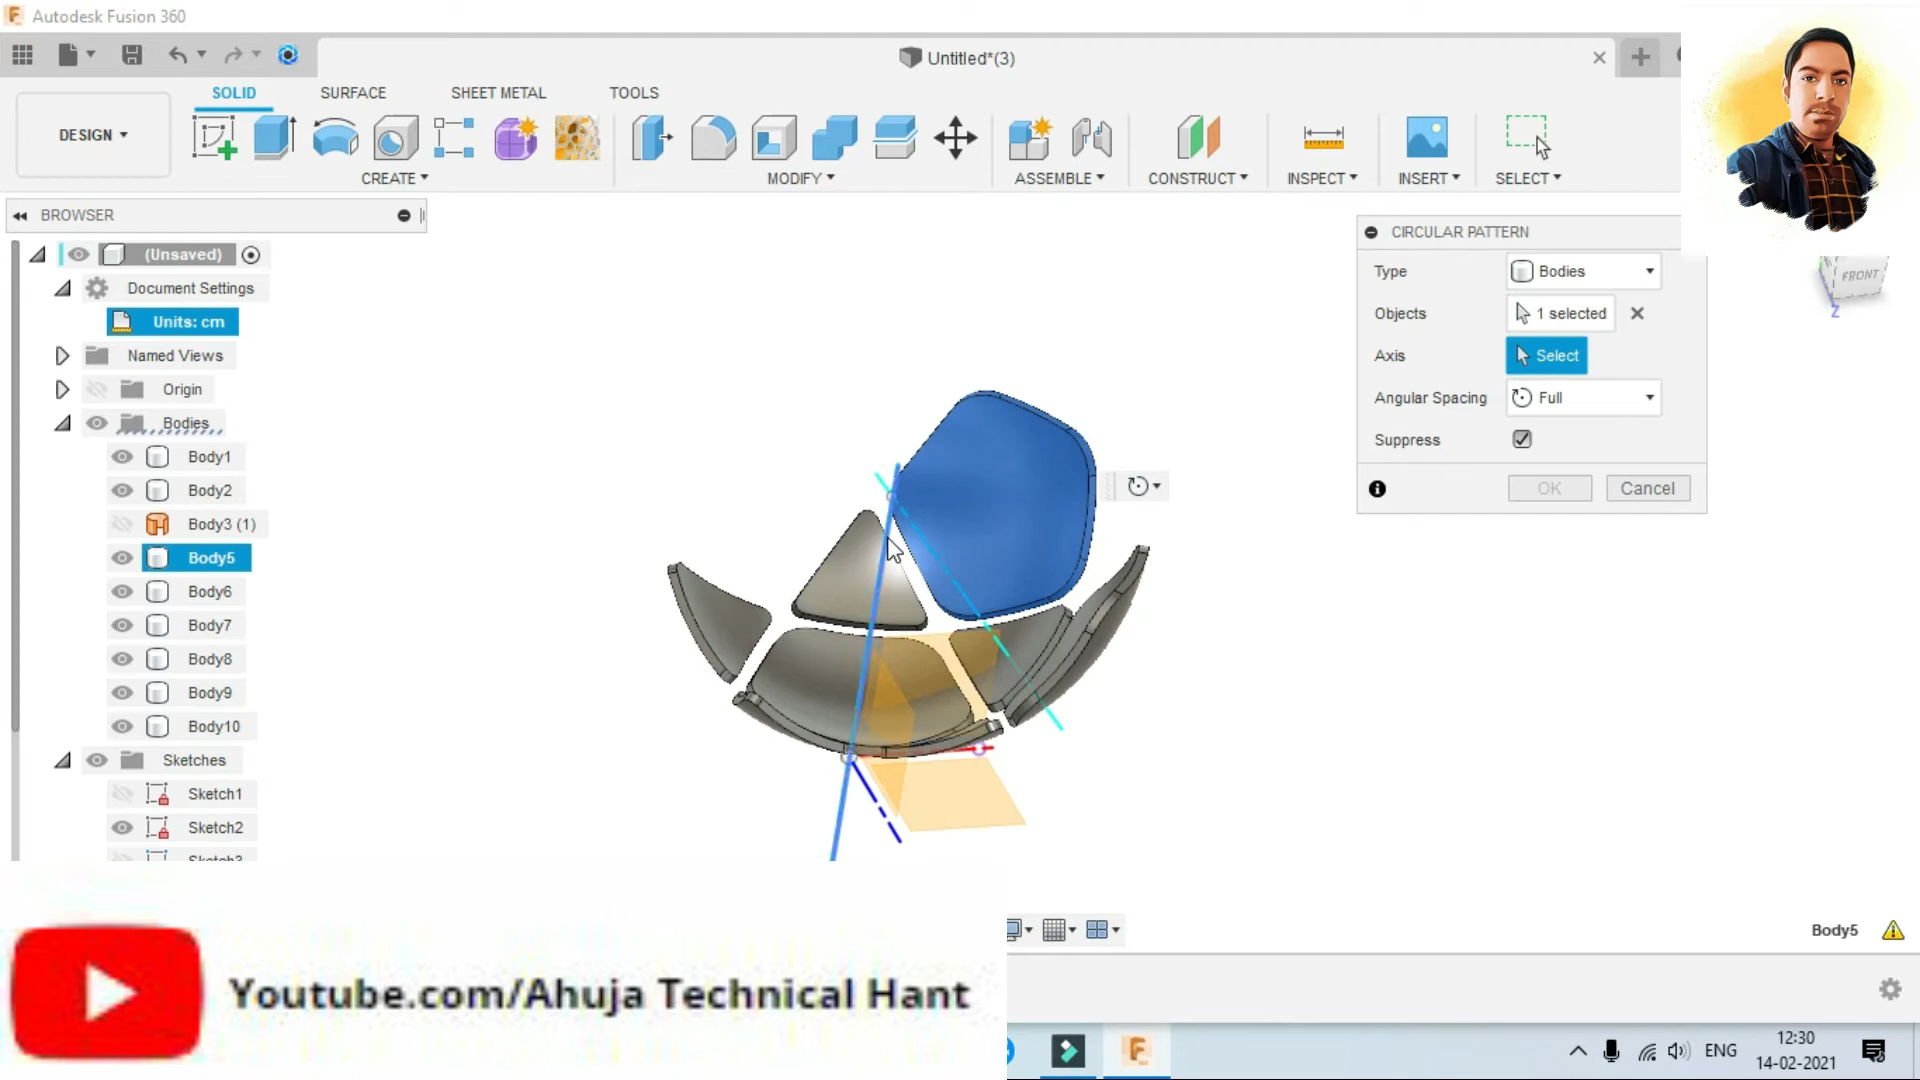 Autodesk Fusion 360
Untitled*(3)
SOLID SURFACE SHEET METAL TOOLS
DESIGN
CREATE MODIFY ASSEMBLE CONSTRUCT INSPECT INSERT SELECT
BROWSER
(Unsaved)
Document Settings
Units: cm
Named Views
Origin
Bodies
Body1
Body2
Body3 (1)
Body5
Body6
Body7
Body8
Body9
Body10
Sketches
Sketch1
Sketch2
Sketch3
CIRCULAR PATTERN
Type Bodies
Objects 1 selected
Axis Select
Angular Spacing Full
Suppress
OK Cancel
FRONT
Z
Body5
Youtube.com/Ahuja Technical Hant
ENG
12:30
14-02-2021